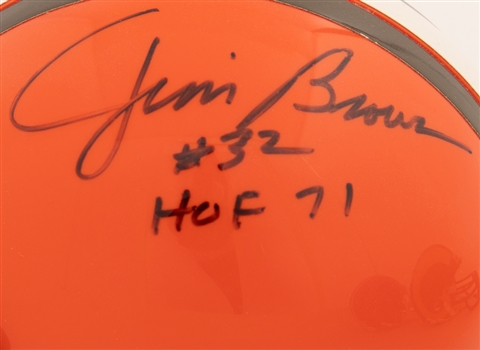 Jim Brown
#32
HOF 71